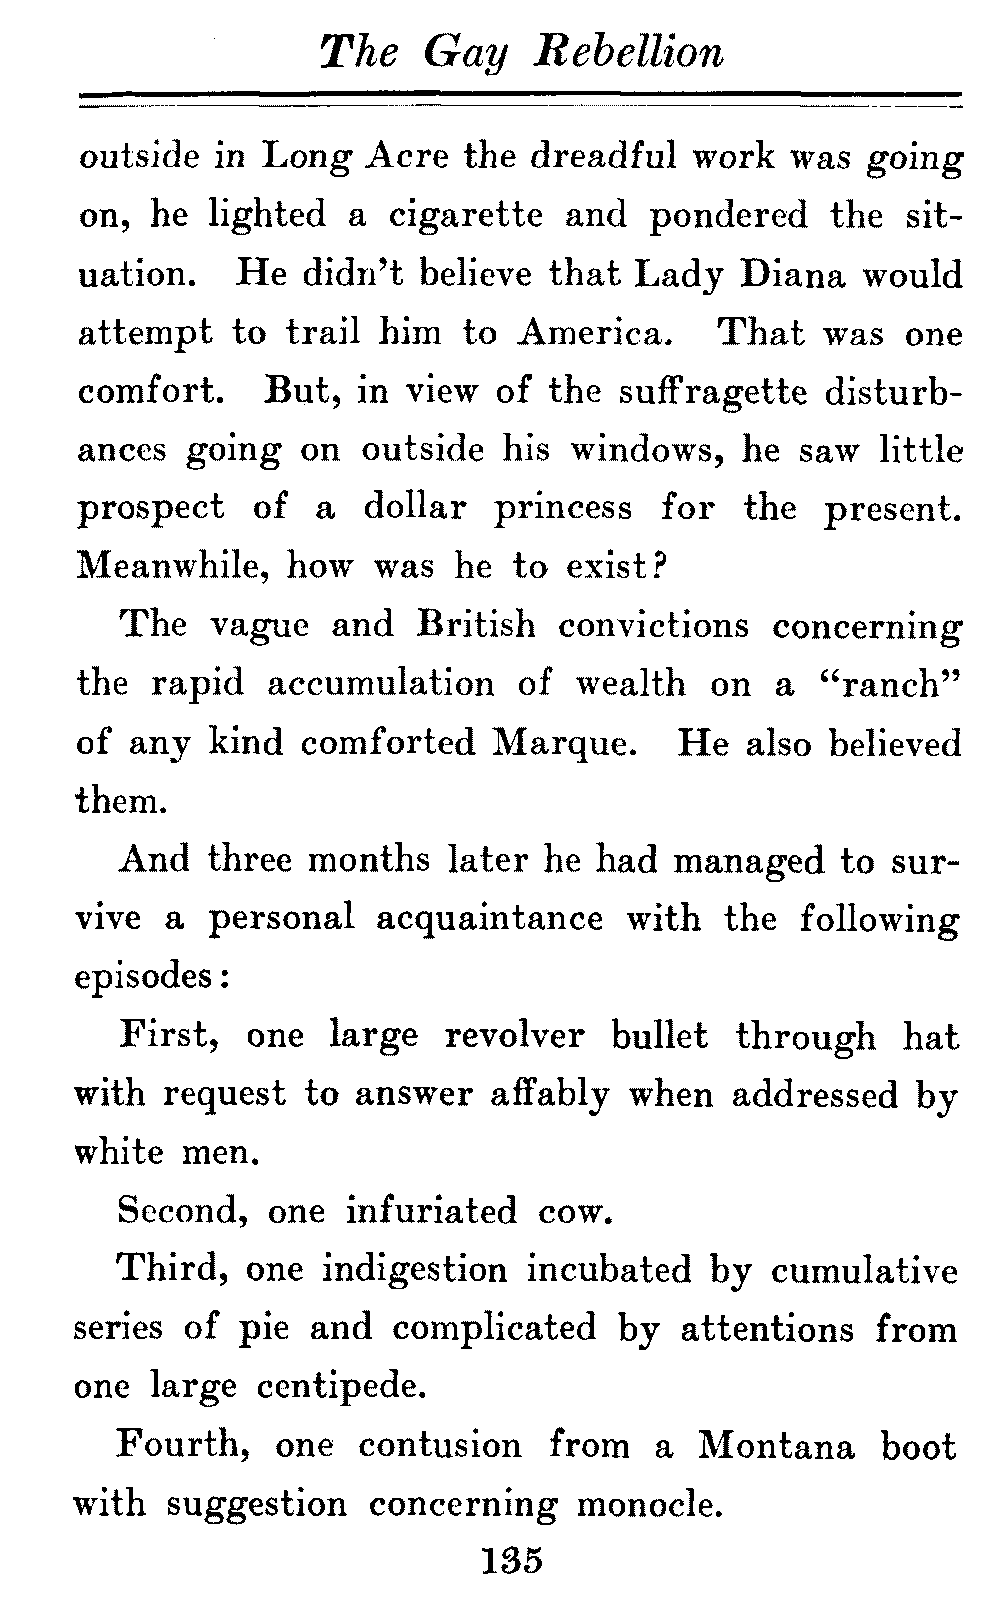 The Gay Rebellion
outside in Long Acre the dreadful work was going
on, he lighted a cigarette and pondered the sit-
uation. He didn't believe that Lady Diana would
attempt to trail him to America. That was one
comfort. But, in view of the suffragette disturb-
ances going on outside his windows, he saw little
prospect of a dollar princess for the present.
Meanwhile, how was he to exist?
The vague and British convictions concerning
the rapid accumulation of wealth on a “ranch”
of any kind comforted Marque. He also believed
them.
And three months later he had managed to sur-
vive a personal acquaintance with the following
episodes:
First, one large revolver bullet through hat
with request to answer affably when addressed by
white men.
Second, one infuriated cow.
Third, one indigestion incubated by cumulative
series of pie and complicated by attentions from
one large centipede.
Fourth, one contusion from a Montana boot
with suggestion concerning monocle.
135